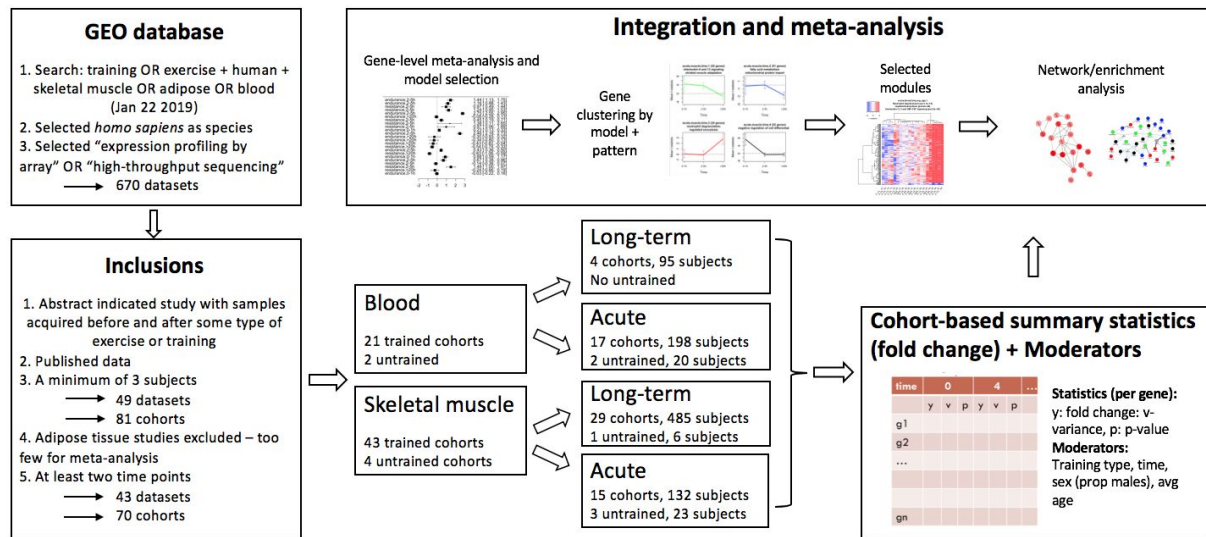 GEO database
1. Search: training OR exercise + human +
skeletal muscle OR adipose OR blood
(Jan 22 2019)
2. Selected homo sapiens as species
3. Selected “expression profiling by
array” OR “high-throughput sequencing”
670 datasets
Integration and meta-analysis
Gene-level meta-analysis and
model selection
Gene
clustering by
model +
pattern
Selected
modules
Network/enrichment
analysis
Inclusions
1. Abstract indicated study with samples
acquired before and after some type of
exercise or training
2. Published data
3. A minimum of 3 subjects
49 datasets
81 cohorts
4. Adipose tissue studies excluded – too
few for meta-analysis
5. At least two time points
43 datasets
70 cohorts
Blood
21 trained cohorts
2 untrained
Skeletal muscle
43 trained cohorts
4 untrained cohorts
Long-term
4 cohorts, 95 subjects
No untrained
Acute
17 cohorts, 198 subjects
2 untrained, 20 subjects
Long-term
29 cohorts, 485 subjects
1 untrained, 6 subjects
Acute
15 cohorts, 132 subjects
3 untrained, 23 subjects
Cohort-based summary statistics
(fold change) + Moderators
time 0 4 ...
y v p y v p
g1
g2
...
gn
Statistics (per gene):
y: fold change: v-
variance, p: p-value
Moderators:
Training type, time,
sex (prop males), avg
age